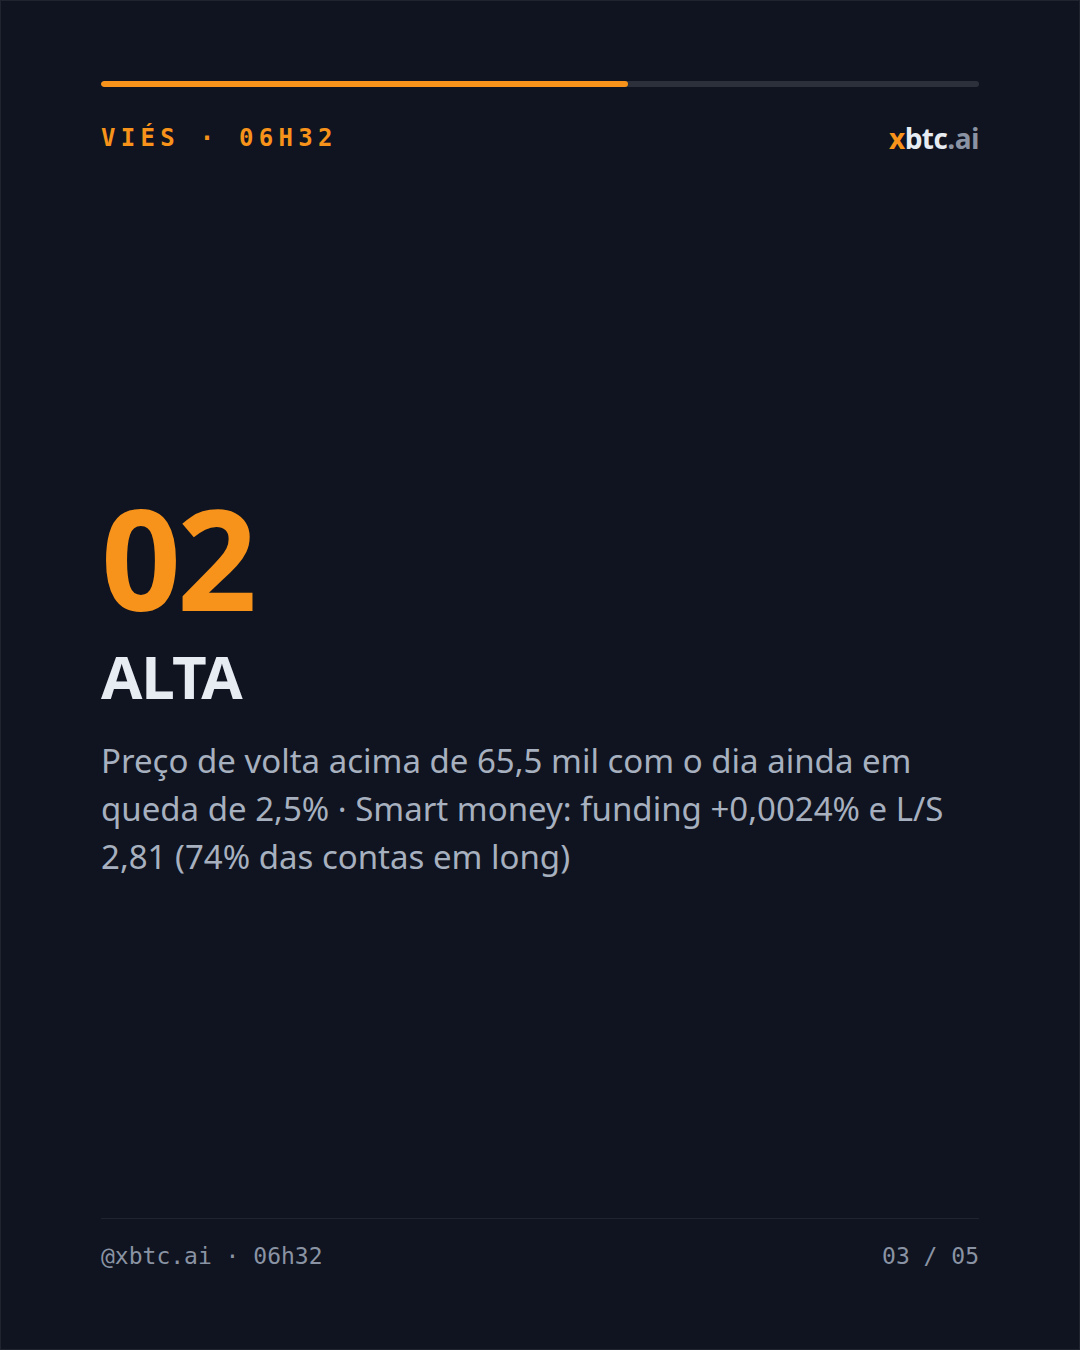 VIÉS · 06H32
xbtc.ai
02
ALTA
Preço de volta acima de 65,5 mil com o dia ainda em
queda de 2,5% · Smart money: funding +0,0024% e L/S
2,81 (74% das contas em long)
@xbtc.ai · 06h32
03 / 05